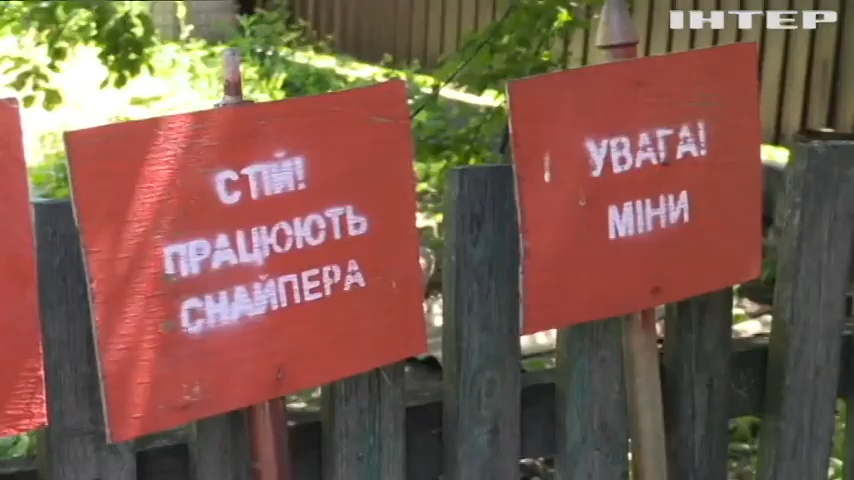 ІНТЕР
СТІЙ!
ПРАЦЮЮТЬ
СНАЙПЕРА
УВАГА!
МІНИ